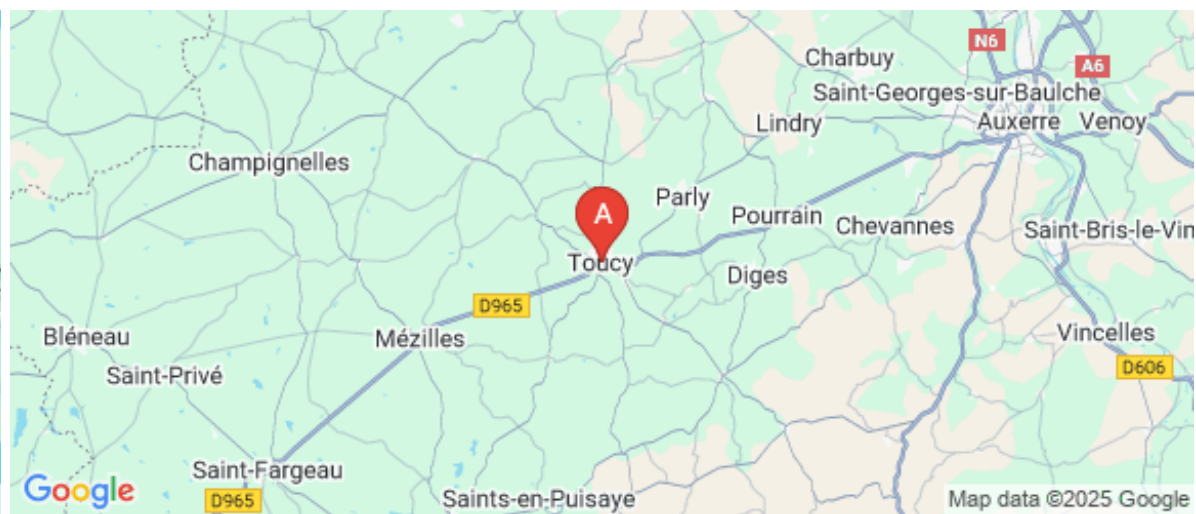 N6
Charbuy
A6
Saint-Georges-sur-Baulche
Lindry
Auxerre
Venoy
Champignelles
A
Parly
Pourrain
Chevannes
Saint-Bris-le-Vin
Toucy
Diges
D965
Bléneau
Mézilles
Vincelles
Saint-Privé
D606
Saint-Fargeau
Google
D965
Saints-en-Puisaye
Map data ©2025 Google